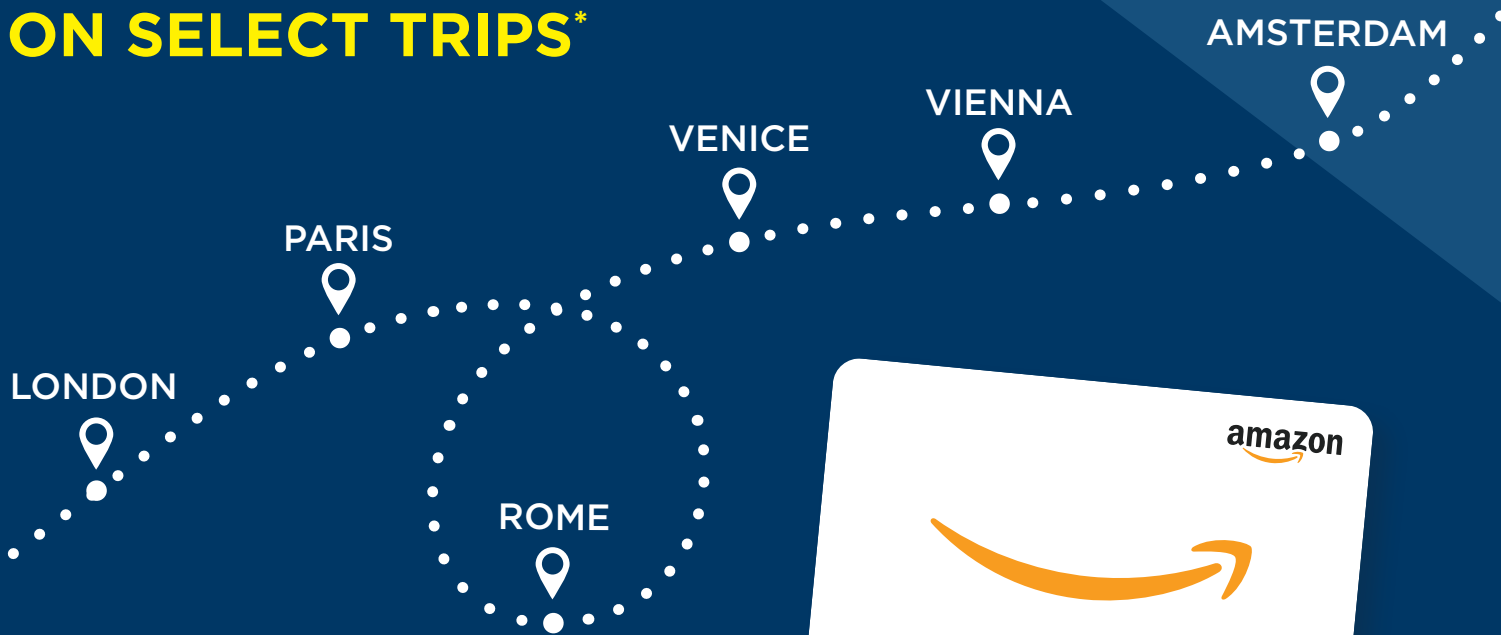 ON SELECT TRIPS*
AMSTERDAM
VIENNA
VENICE
PARIS
LONDON
amazon
ROME